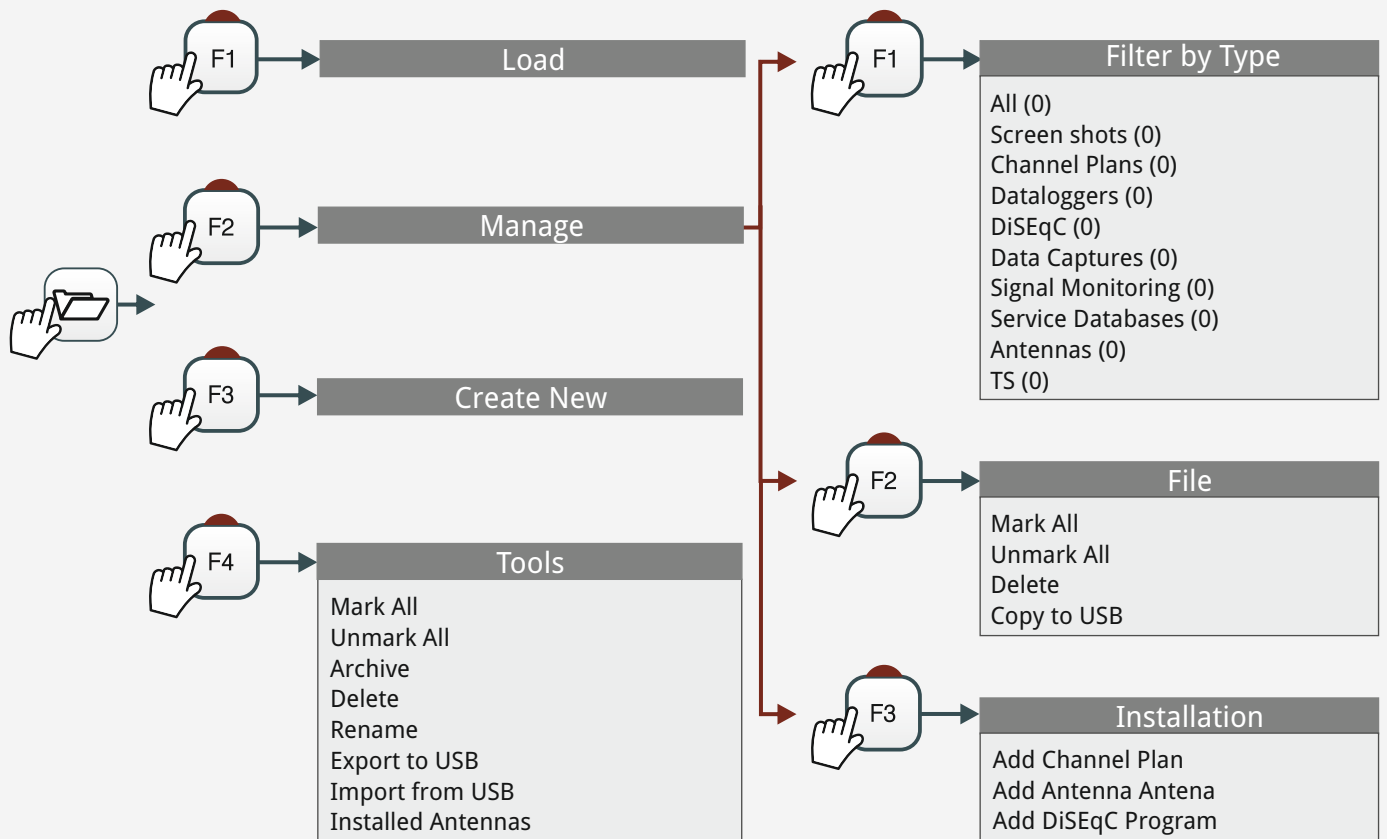 F1
Load
F2
Manage
F3
Create New
F4
Tools
Mark All
Unmark All
Archive
Delete
Rename
Export to USB
Import from USB
Installed Antennas
F1
Filter by Type
All (0)
Screen shots (0)
Channel Plans (0)
Dataloggers (0)
DiSEqC (0)
Data Captures (0)
Signal Monitoring (0)
Service Databases (0)
Antennas (0)
TS (0)
F2
File
Mark All
Unmark All
Delete
Copy to USB
F3
Installation
Add Channel Plan
Add Antenna Antena
Add DiSEqC Program